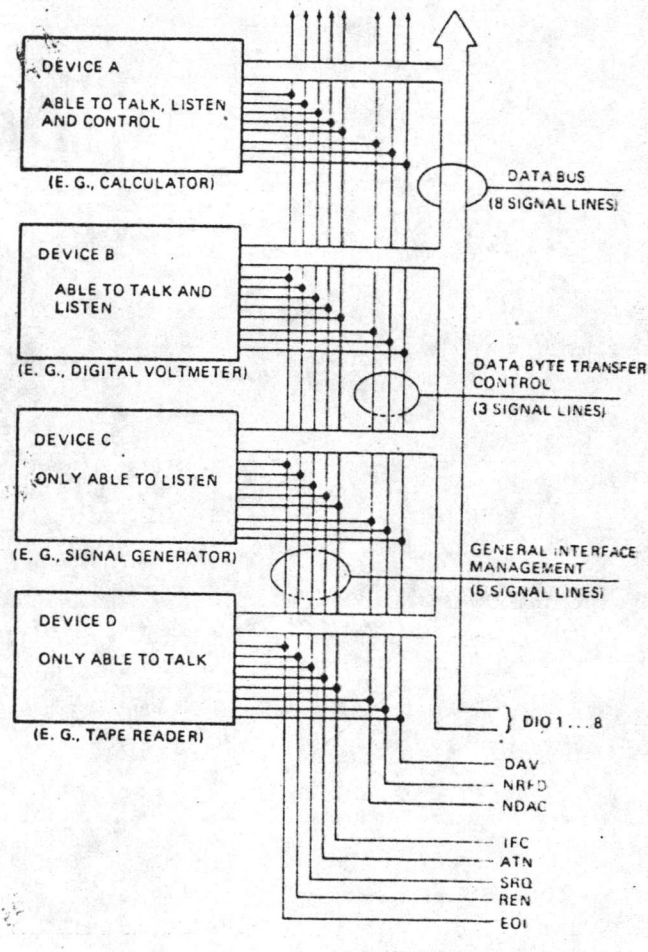 DEVICE A
ABLE TO TALK, LISTEN
AND CONTROL
(E. G., CALCULATOR)
DATA BUS
(8 SIGNAL LINES)
DEVICE B
ABLE TO TALK AND
LISTEN
(E. G., DIGITAL VOLTMETER)
DATA BYTE TRANSFER
CONTROL
(3 SIGNAL LINES)
DEVICE C
ONLY ABLE TO LISTEN
(E. G., SIGNAL GENERATOR)
GENERAL INTERFACE
MANAGEMENT
(5 SIGNAL LINES)
DEVICE D
ONLY ABLE TO TALK
(E. G., TAPE READER)
} DIO 1 ... 8
DAV
NRFD
NDAC
IFC
ATN
SRQ
REN
EOI